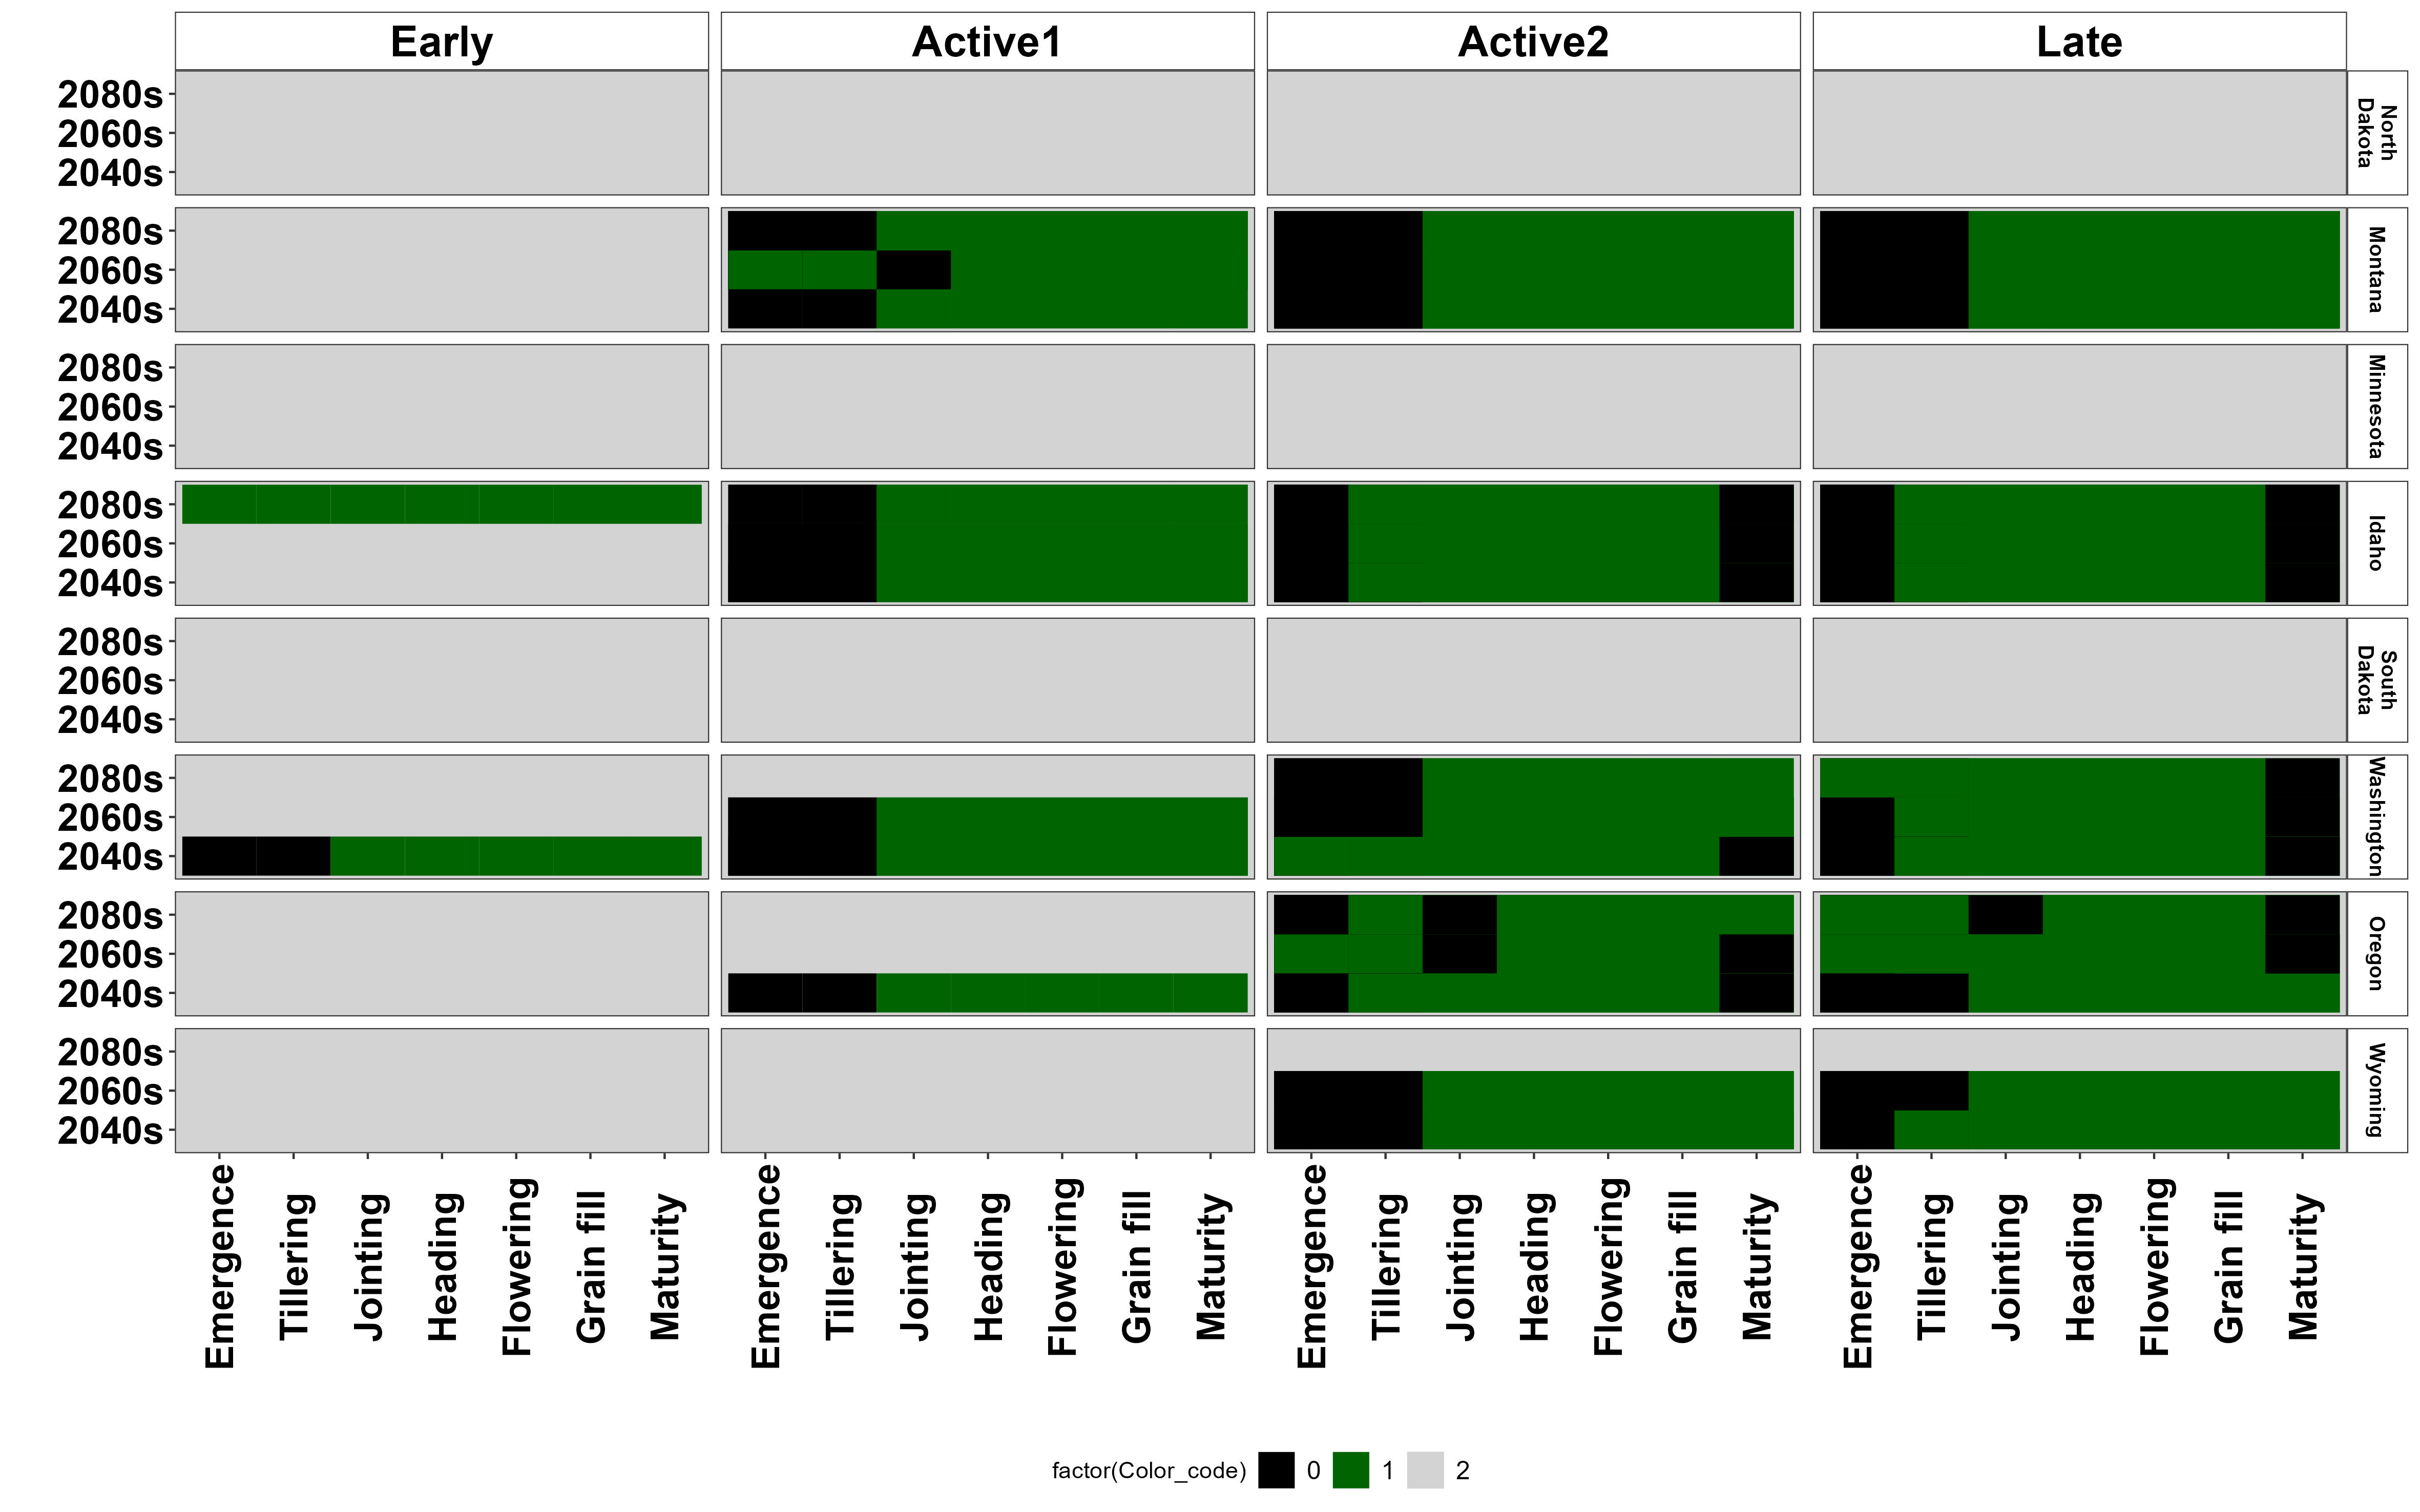 Early Active1 Active2 Late
2080s
2060s
2040s
North
Dakota
2080s
2060s
2040s
Montana
2080s
2060s
2040s
Minnesota
2080s
2060s
2040s
Idaho
2080s
2060s
2040s
South
Dakota
2080s
2060s
2040s
Washington
2080s
2060s
2040s
Oregon
2080s
2060s
2040s
Wyoming
Emergence
Tillering
Jointing
Heading
Flowering
Grain fill
Maturity
Emergence
Tillering
Jointing
Heading
Flowering
Grain fill
Maturity
Emergence
Tillering
Jointing
Heading
Flowering
Grain fill
Maturity
Emergence
Tillering
Jointing
Heading
Flowering
Grain fill
Maturity
factor(Color_code) 0 1 2